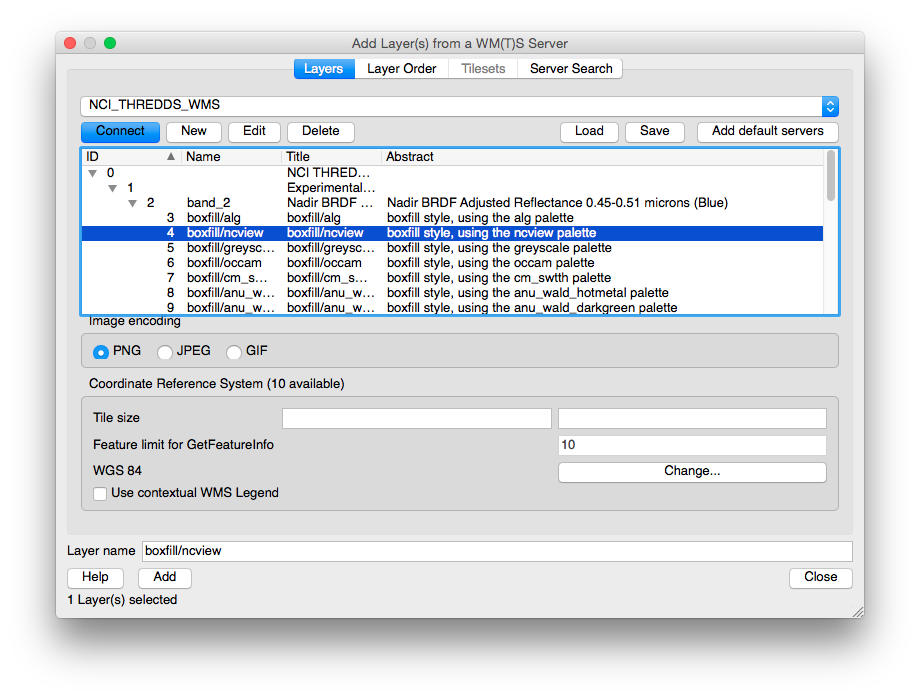 Add Layer(s) from a WM(T)S Server
Layers Layer Order Tilesets Server Search
NCI_THREDDS_WMS
Connect New Edit Delete Load Save Add default servers
ID Name Title Abstract
0 NCI THRED...
1 Experimental...
2 band_2 Nadir BRDF ... Nadir BRDF Adjusted Reflectance 0.45-0.51 microns (Blue)
3 boxfill/alg boxfill/alg boxfill style, using the alg palette
4 boxfill/ncview boxfill/ncview boxfill style, using the ncview palette
5 boxfill/greysc... boxfill/greysc... boxfill style, using the greyscale palette
6 boxfill/occam boxfill/occam boxfill style, using the occam palette
7 boxfill/cm_s... boxfill/cm_s... boxfill style, using the cm_swtth palette
8 boxfill/anu_w... boxfill/anu_w... boxfill style, using the anu_wald_hotmetal palette
9 boxfill/anu_w... boxfill/anu_w... boxfill style, using the anu_wald_darkgreen palette
Image encoding
PNG JPEG GIF
Coordinate Reference System (10 available)
Tile size
Feature limit for GetFeatureInfo 10
WGS 84 Change...
Use contextual WMS Legend
Layer name boxfill/ncview
Help Add Close
1 Layer(s) selected